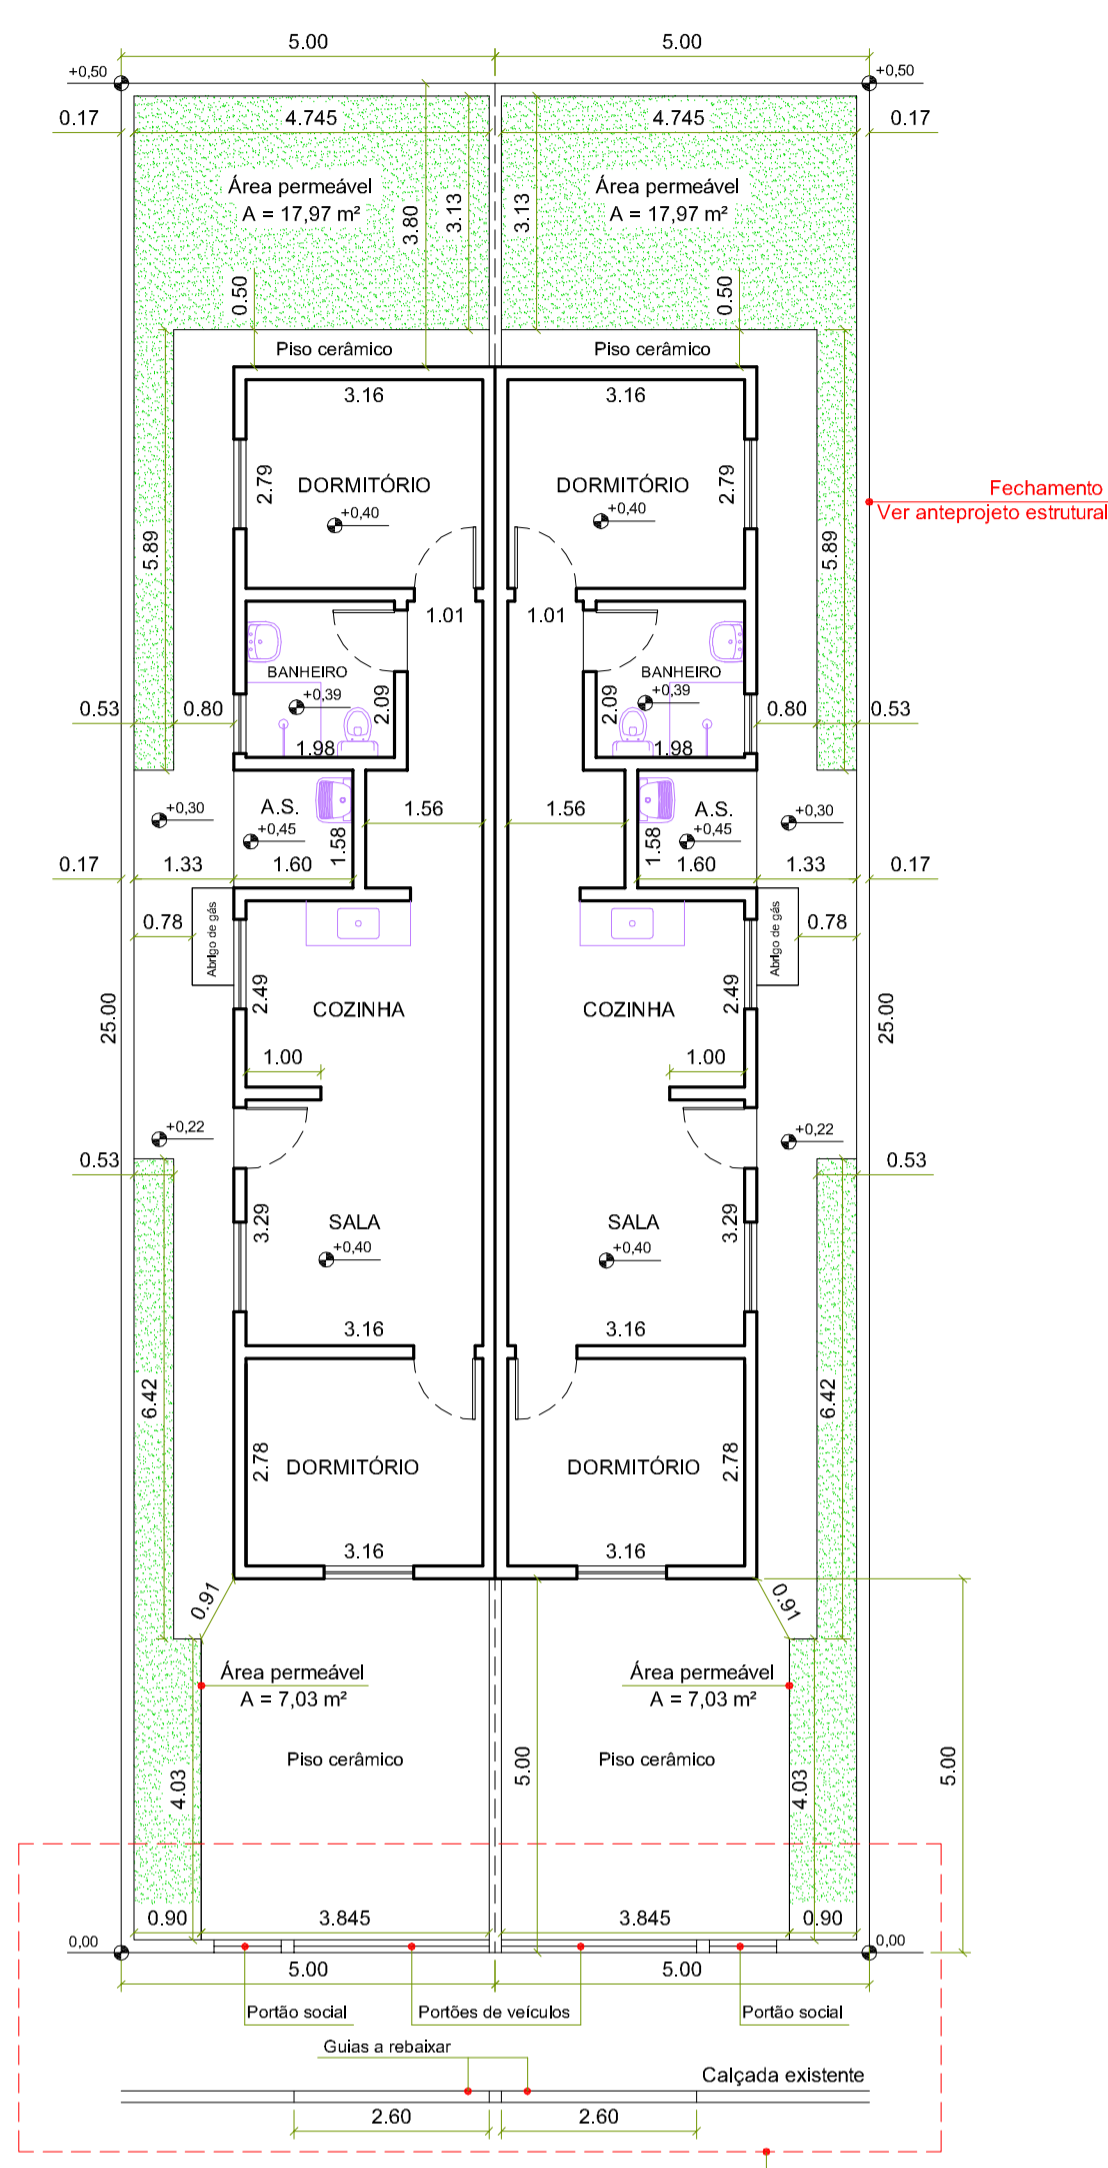 5.00 5.00
+0,50 +0,50
0.17 4.745 4.745 0.17
Área permeável Área permeável
A = 17,97 m² A = 17,97 m²
3.80 3.13 3.13
0.50 0.50
Piso cerâmico Piso cerâmico
3.16 3.16
2.79 2.79
DORMITÓRIO DORMITÓRIO
+0,40 +0,40
Fechamento
Ver anteprojeto estrutural
5.89 5.89
1.01 1.01
BANHEIRO BANHEIRO
+0,39 +0,39
2.09 2.09
0.53 0.80 0.80 0.53
1.98 1.98
+0,30 A.S. 1.56 1.56 A.S. +0,30
+0,45 +0,45
1.58 1.58
0.17 1.33 1.60 1.60 1.33 0.17
0.78 0.78
Abrigo de gás Abrigo de gás
2.49 2.49
25.00 25.00
COZINHA COZINHA
1.00 1.00
+0,22 +0,22
0.53 0.53
3.29 3.29
SALA SALA
+0,40 +0,40
3.16 3.16
6.42 6.42
2.78 2.78
DORMITÓRIO DORMITÓRIO
3.16 3.16
0.91 0.91
Área permeável Área permeável
A = 7,03 m² A = 7,03 m²
Piso cerâmico Piso cerâmico
5.00 5.00
4.03 4.03
0.90 3.845 3.845 0.90
0,00 0,00
5.00 5.00
Portão social Portões de veículos Portão social
Guias a rebaixar
Calçada existente
2.60 2.60